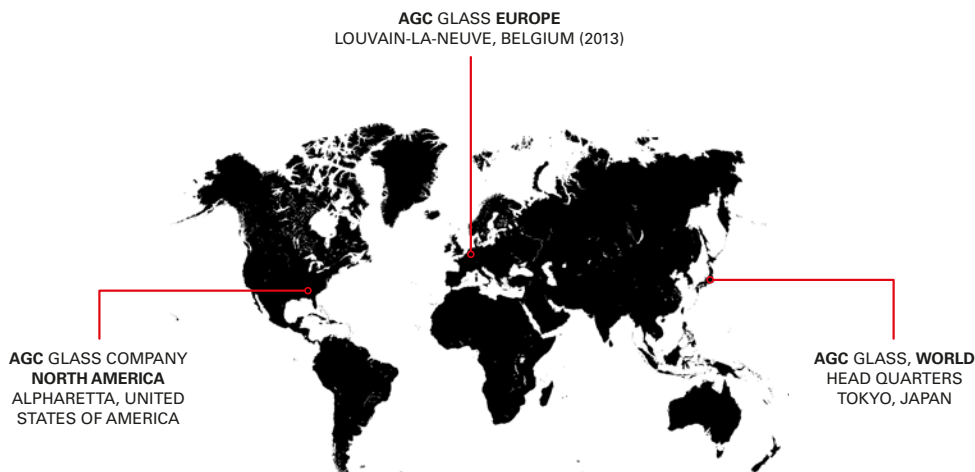 AGC GLASS EUROPE
LOUVAIN-LA-NEUVE, BELGIUM (2013)
AGC GLASS COMPANY
NORTH AMERICA
ALPHARETTA, UNITED
STATES OF AMERICA
AGC GLASS, WORLD
HEAD QUARTERS
TOKYO, JAPAN